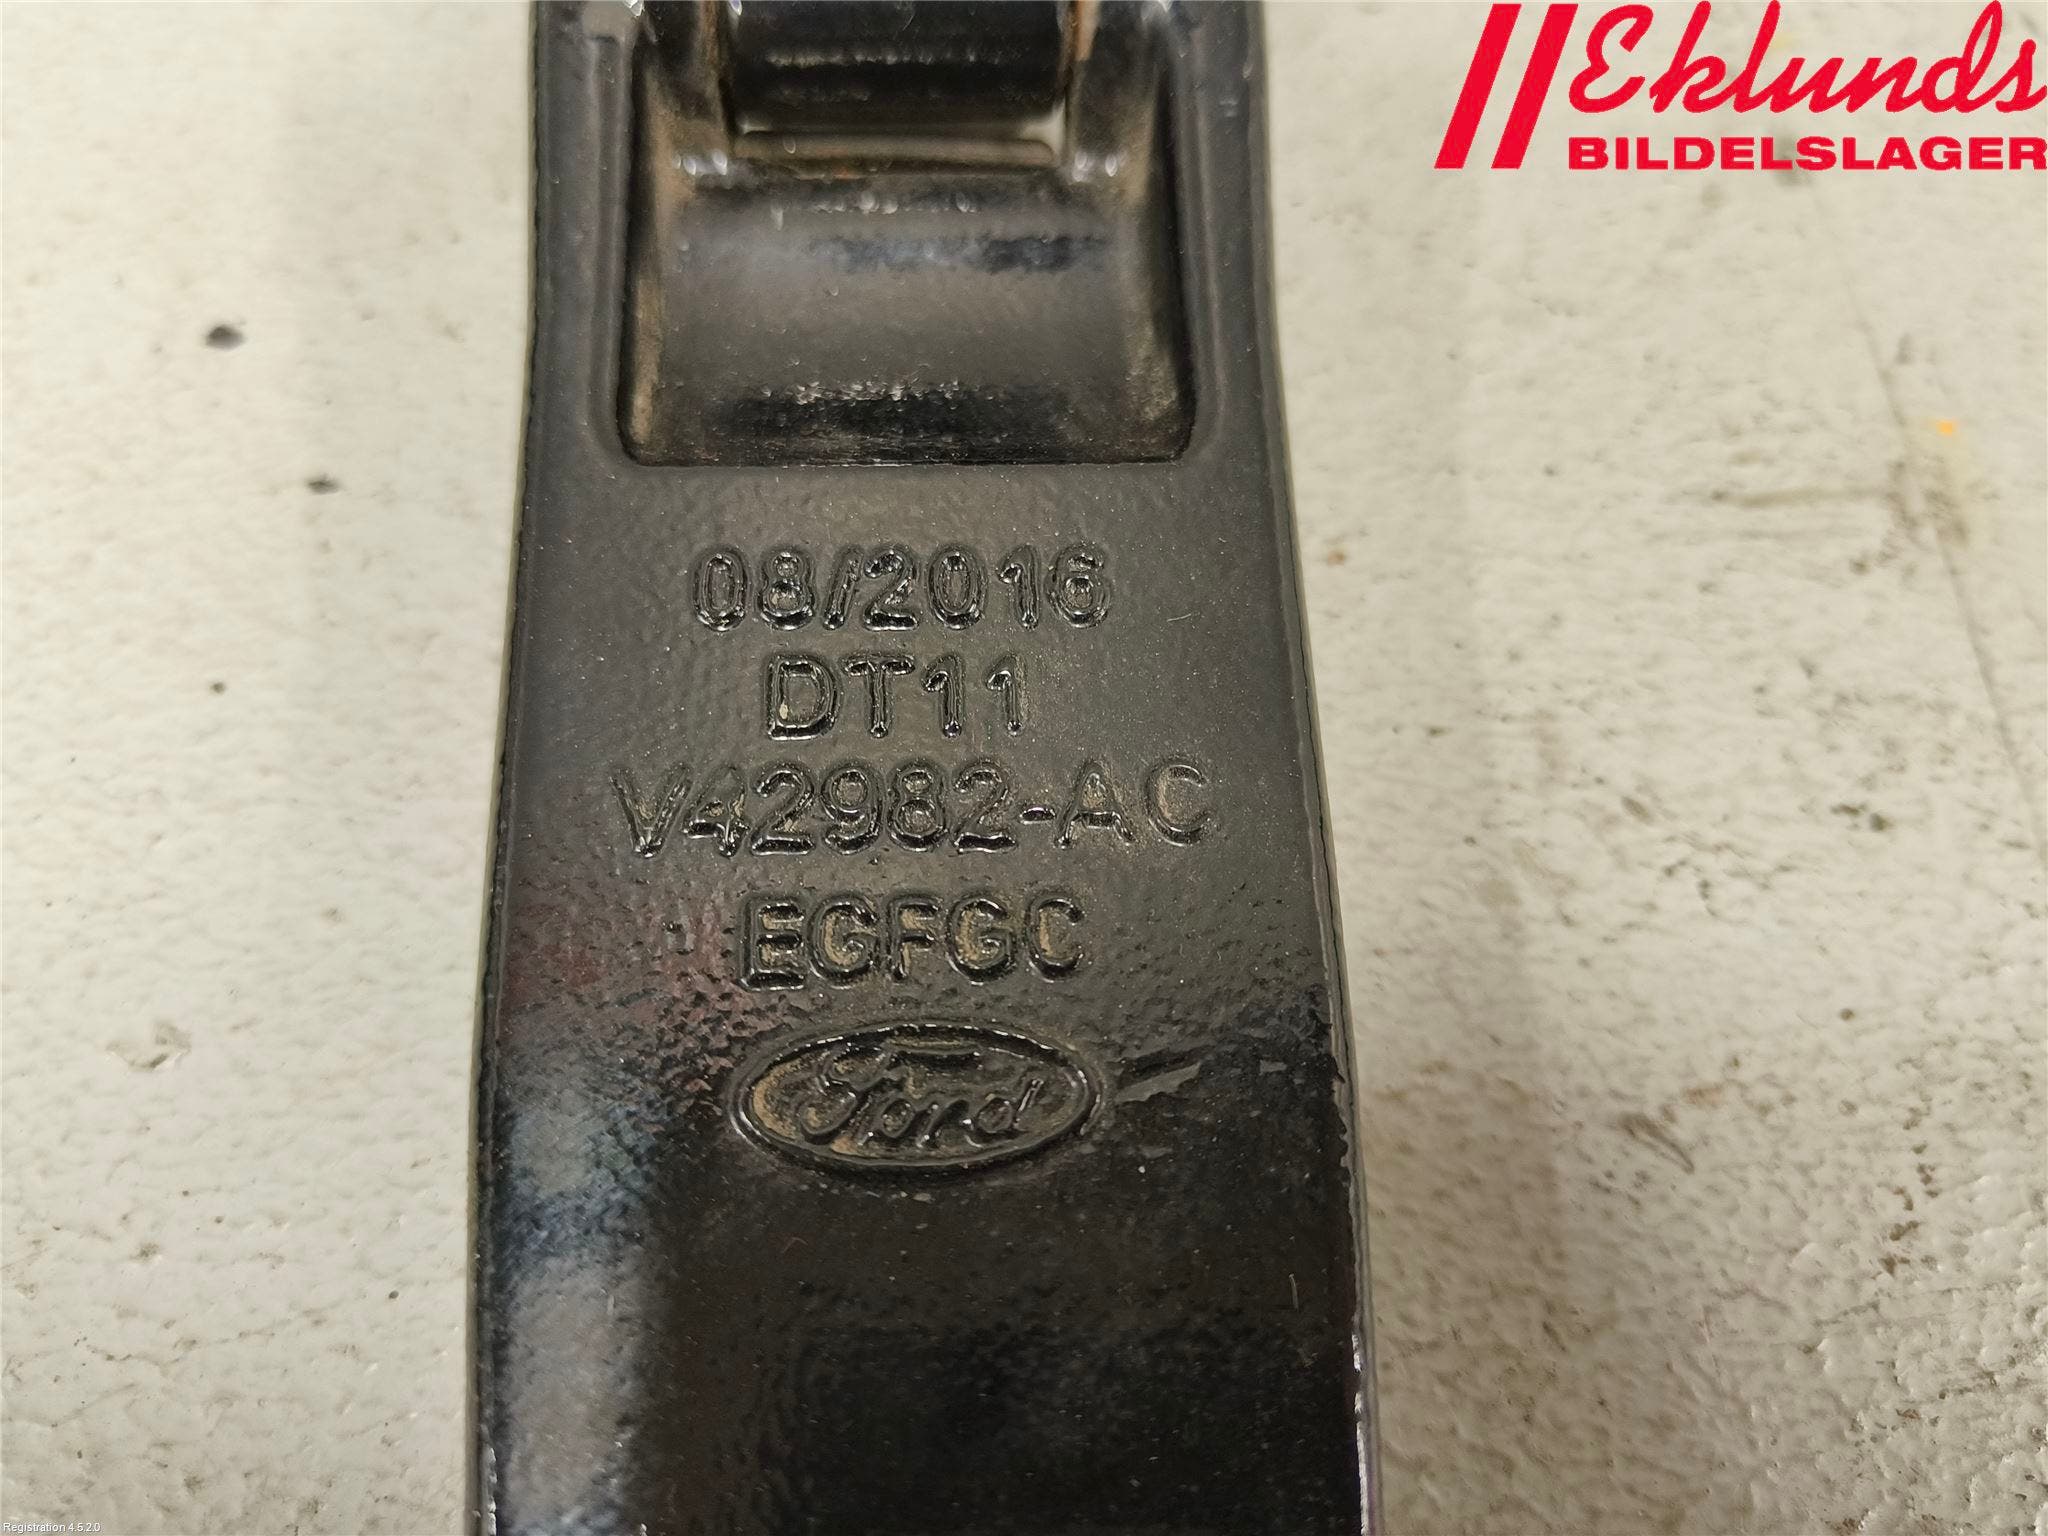 Eklunds
BILDELSLAGER
08/2016
DT11
V42982-AC
EGFGC
Ford
Registration 4.5.2.0